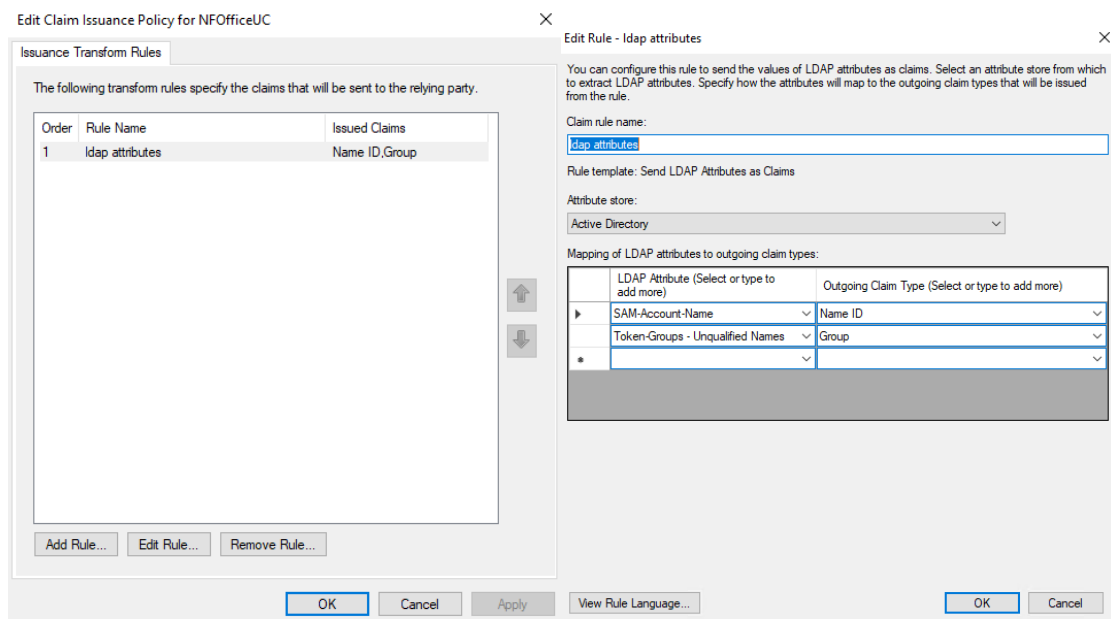 Edit Claim Issuance Policy for NFOfficeUC
Issuance Transform Rules
The following transform rules specify the claims that will be sent to the relying party.
Order Rule Name Issued Claims
1 ldap attributes Name ID,Group
Add Rule... Edit Rule... Remove Rule...
OK Cancel Apply
Edit Rule - ldap attributes
You can configure this rule to send the values of LDAP attributes as claims. Select an attribute store from which
to extract LDAP attributes. Specify how the attributes will map to the outgoing claim types that will be issued
from the rule.
Claim rule name:
ldap attributes
Rule template: Send LDAP Attributes as Claims
Attribute store:
Active Directory
Mapping of LDAP attributes to outgoing claim types:
LDAP Attribute (Select or type to
add more)
Outgoing Claim Type (Select or type to add more)
SAM-Account-Name Name ID
Token-Groups - Unqualified Names Group
View Rule Language... OK Cancel